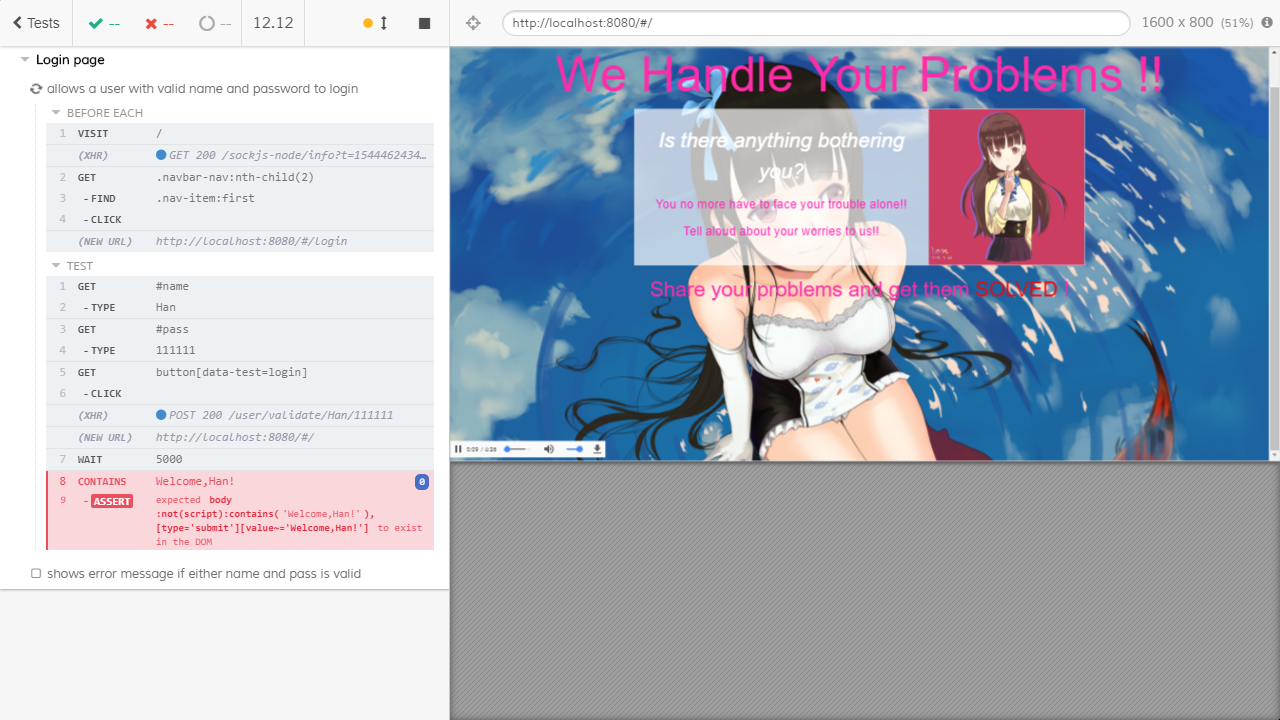 Tests
--
--
--
12.12
http://localhost:8080/#/
1600 x 800 (51%)
Login page
allows a user with valid name and password to login
BEFORE EACH
1 VISIT /
(XHR) GET 200 /sockjs-node/info?t=1544462434…
2 GET .navbar-nav:nth-child(2)
3 - FIND .nav-item:first
4 - CLICK
(NEW URL) http://localhost:8080/#/login
TEST
1 GET #name
2 - TYPE Han
3 GET #pass
4 - TYPE 111111
5 GET button[data-test=login]
6 - CLICK
(XHR) POST 200 /user/validate/Han/111111
(NEW URL) http://localhost:8080/#/
7 WAIT 5000
8 CONTAINS Welcome,Han! 0
9 - ASSERT expected body
:not(script):contains('Welcome,Han!'),
[type='submit'][value~='Welcome,Han!'] to exist
in the DOM
shows error message if either name and pass is valid
We Handle Your Problems !!
Is there anything bothering
you?
You no more have to face your trouble alone!!
Tell aloud about your worries to us!!
Share your problems and get them SOLVED !